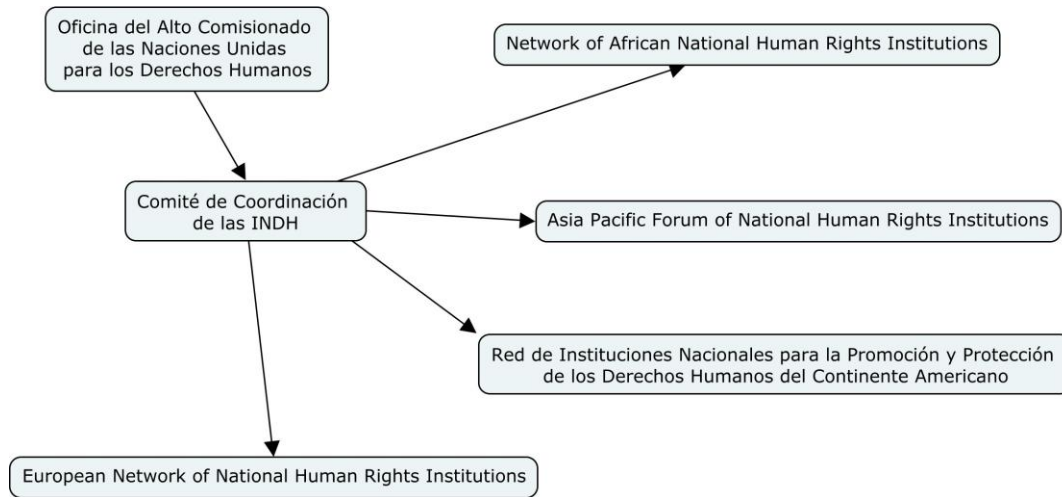 Oficina del Alto Comisionado
de las Naciones Unidas
para los Derechos Humanos
Network of African National Human Rights Institutions
Comité de Coordinación
de las INDH
Asia Pacific Forum of National Human Rights Institutions
Red de Instituciones Nacionales para la Promoción y Protección
de los Derechos Humanos del Continente Americano
European Network of National Human Rights Institutions